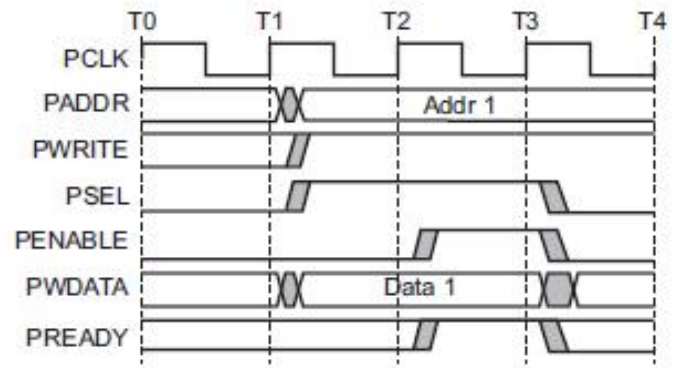 T0 T1 T2 T3 T4
PCLK
PADDR Addr 1
PWRITE
PSEL
PENABLE
PWDATA Data 1
PREADY